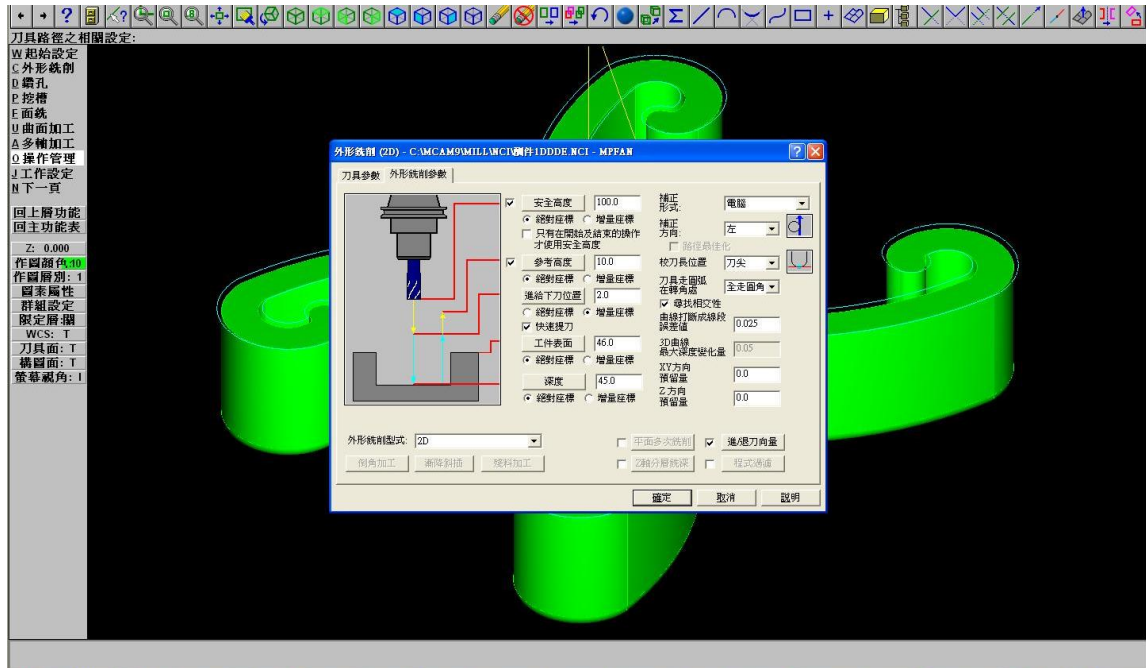 刀具路徑之相關設定:
W 起始設定
C 外形銑削
D 鑽孔
P 挖槽
F 面銑
U 曲面加工
A 多軸加工
O 操作管理
J 工作設定
N 下一頁
回上層功能
回主功能表
Z: 0.000
作圖顏色:10
作圖層別: 1
圖素屬性
群組設定
限定層:關
WCS: T
刀具面: T
構圖面: T
螢幕視角: I
外形銑削 (2D) - C:\MCAM9\MILL\NCI\銅件1DDDE.NCI - MPFAN
刀具參數 外形銑削參數
安全高度 100.0
絕對座標 增量座標
只有在開始及結束的操作
才使用安全高度
參考高度 10.0
絕對座標 增量座標
進給下刀位置 2.0
絕對座標 增量座標
快速提刀
工件表面 46.0
絕對座標 增量座標
深度 45.0
絕對座標 增量座標
補正
形式: 電腦
補正
方向: 左
路徑最佳化
校刀長位置 刀尖
刀具走圓弧
在轉角處 全走圓角
尋找相交性
曲線打斷成線段
誤差值 0.025
3D曲線
最大深度變化量 0.05
XY方向
預留量 0.0
Z 方向
預留量 0.0
外形銑削型式: 2D
平面多次銑削 進/退刀向量
倒角加工 漸降斜插 殘料加工 Z軸分層銑深 程式過濾
確定 取消 說明